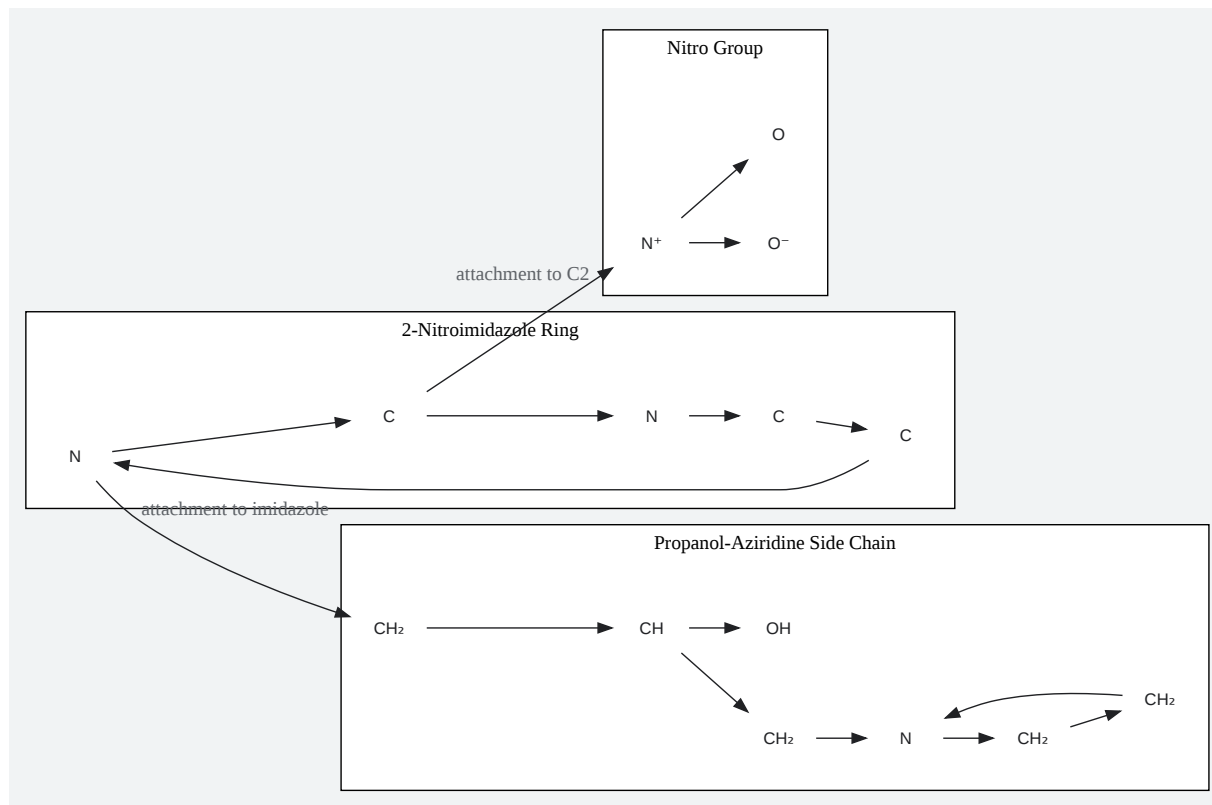 Nitro Group
O
N⁺
O⁻
attachment to C2
2-Nitroimidazole Ring
C
N
C
C
N
attachment to imidazole
Propanol-Aziridine Side Chain
CH₂
CH
OH
CH₂
CH₂
N
CH₂